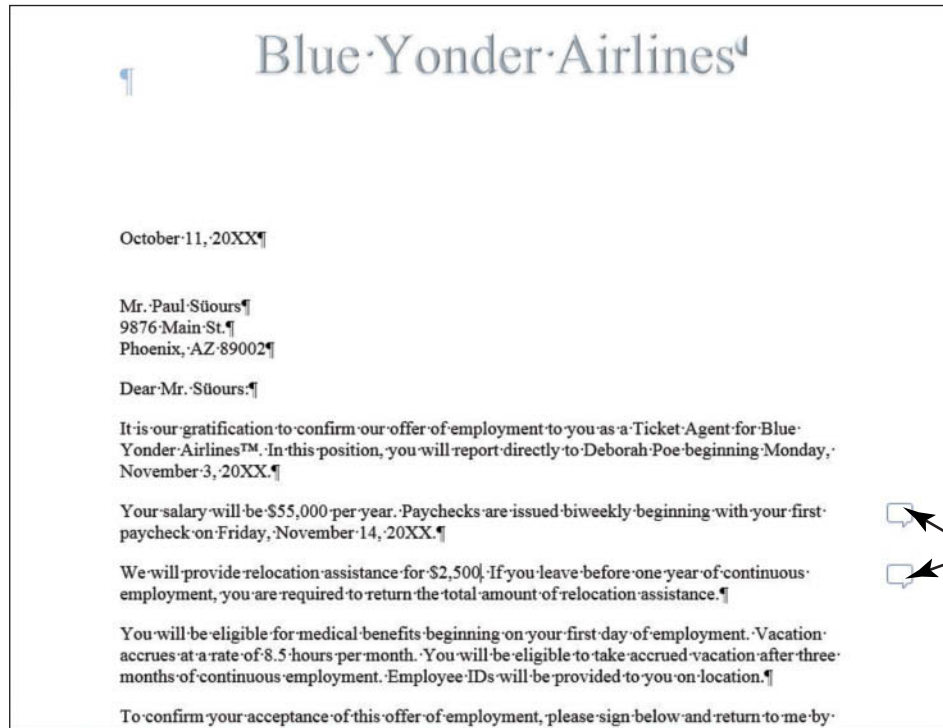 Blue Yonder Airlines
October 11, 20XX¶
Mr. Paul Süours¶
9876 Main St.¶
Phoenix, AZ 89002¶
Dear Mr. Süours:¶
It is our gratification to confirm our offer of employment to you as a Ticket Agent for Blue
Yonder Airlines™. In this position, you will report directly to Deborah Poe beginning Monday,
November 3, 20XX.¶
Your salary will be $55,000 per year. Paychecks are issued biweekly beginning with your first
paycheck on Friday, November 14, 20XX.¶
We will provide relocation assistance for $2,500. If you leave before one year of continuous
employment, you are required to return the total amount of relocation assistance.¶
You will be eligible for medical benefits beginning on your first day of employment. Vacation
accrues at a rate of 8.5 hours per month. You will be eligible to take accrued vacation after three
months of continuous employment. Employee IDs will be provided to you on location.¶
To confirm your acceptance of this offer of employment, please sign below and return to me by